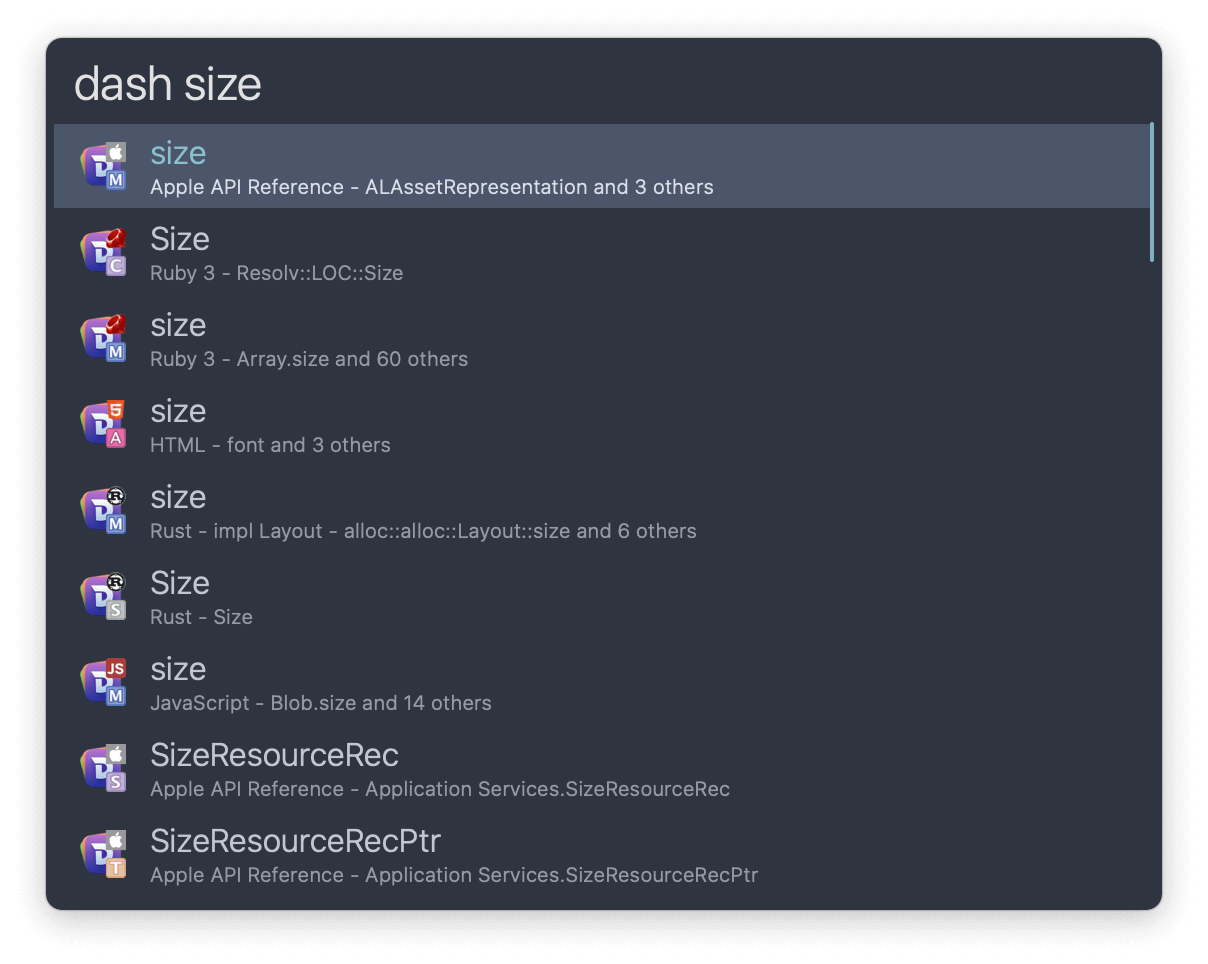 dash size
size
Apple API Reference - ALAssetRepresentation and 3 others
Size
Ruby 3 - Resolv::LOC::Size
size
Ruby 3 - Array.size and 60 others
size
HTML - font and 3 others
size
Rust - impl Layout - alloc::alloc::Layout::size and 6 others
Size
Rust - Size
size
JavaScript - Blob.size and 14 others
SizeResourceRec
Apple API Reference - Application Services.SizeResourceRec
SizeResourceRecPtr
Apple API Reference - Application Services.SizeResourceRecPtr